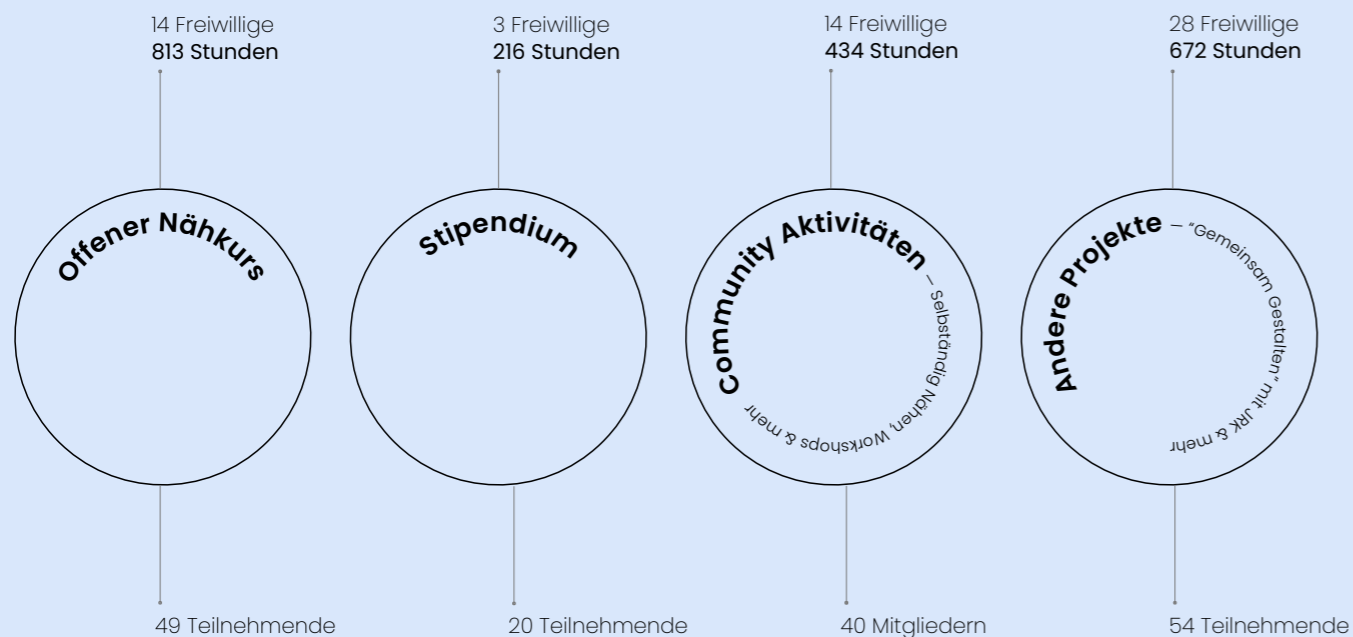 14 Freiwillige
813 Stunden
3 Freiwillige
216 Stunden
14 Freiwillige
434 Stunden
28 Freiwillige
672 Stunden
Offener Nähkurs
Stipendium
Community Aktivitäten – Selbständig Nähen, Workshops & mehr
Andere Projekte – "Gemeinsam Gestalten" mit JRK & mehr
49 Teilnehmende
20 Teilnehmende
40 Mitgliedern
54 Teilnehmende